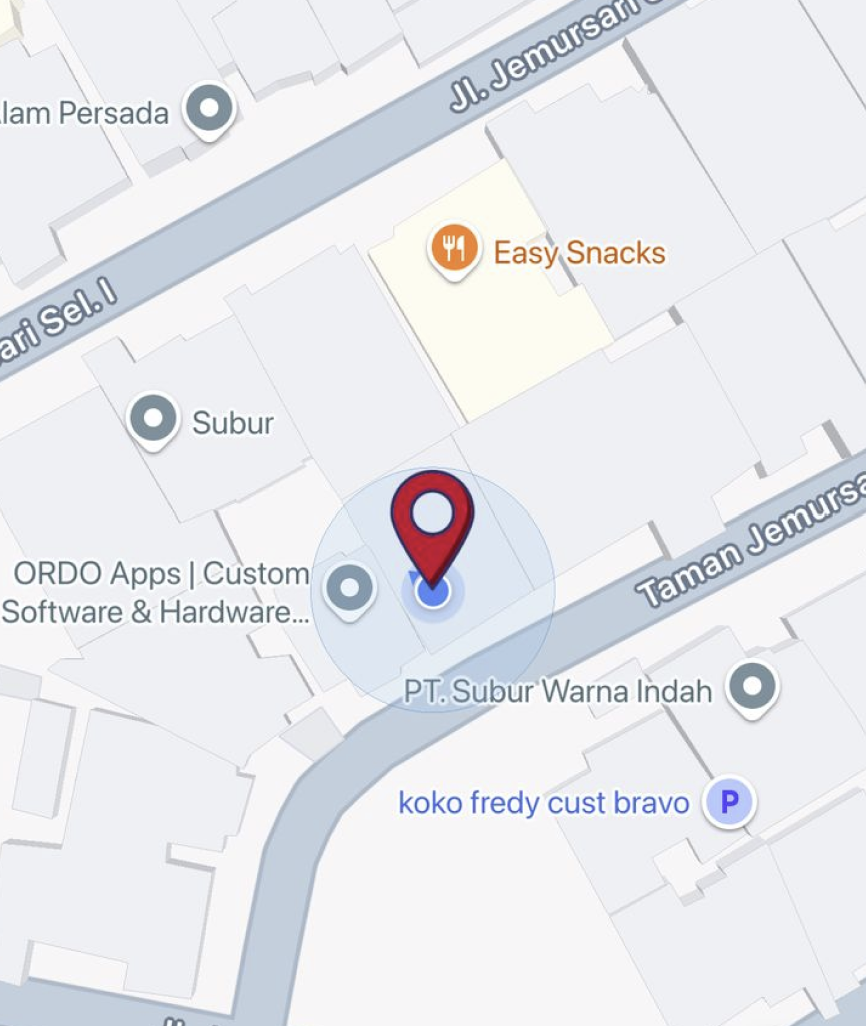 Jl. Jemursari
lam Persada
Easy Snacks
ari Sel. I
Subur
ORDO Apps | Custom
Software & Hardware...
Taman Jemursa
PT. Subur Warna Indah
koko fredy cust bravo
P